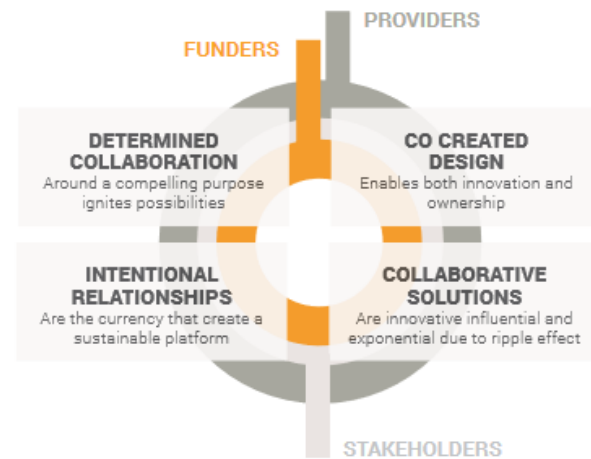 PROVIDERS
FUNDERS
DETERMINED
COLLABORATION
Around a compelling purpose
ignites possibilities
CO CREATED
DESIGN
Enables both innovation and
ownership
INTENTIONAL
RELATIONSHIPS
Are the currency that create a
sustainable platform
COLLABORATIVE
SOLUTIONS
Are innovative influential and
exponential due to ripple effect
STAKEHOLDERS